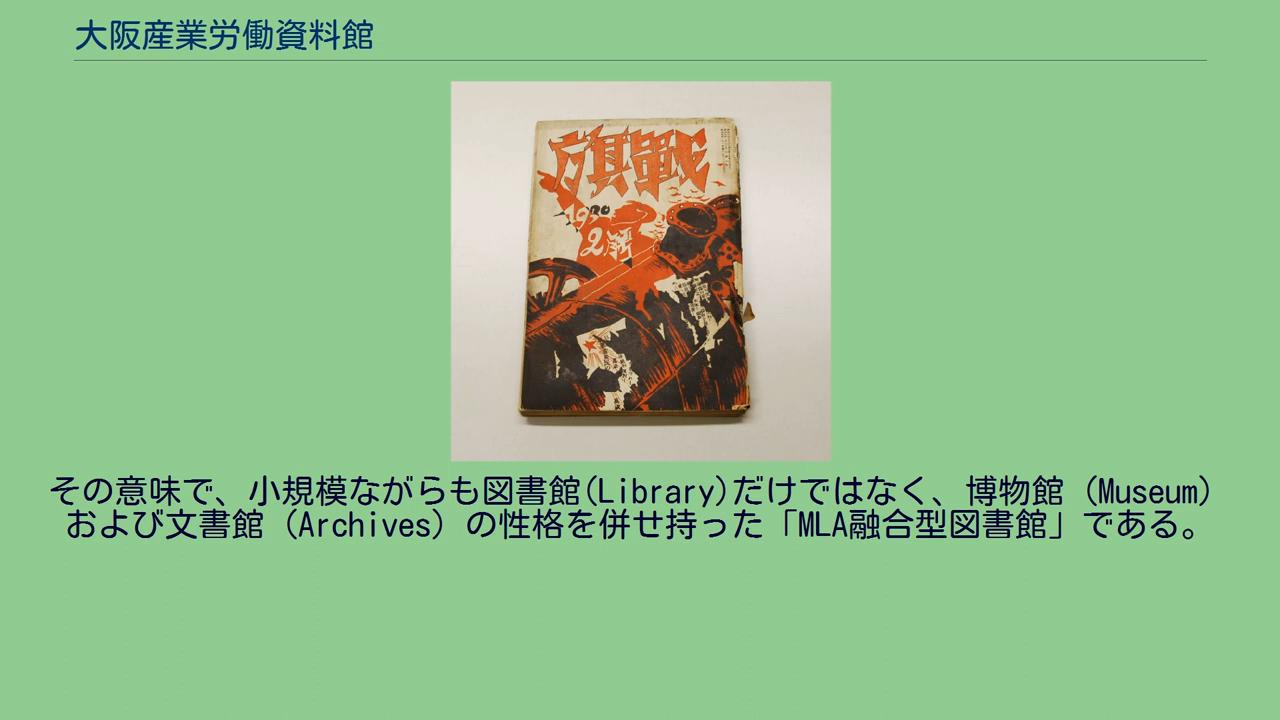 大阪産業労働資料館
旗戰
1930
2月
その意味で、小規模ながらも図書館(Library)だけではなく、博物館（Museum）
および文書館（Archives）の性格を併せ持った「MLA融合型図書館」である。